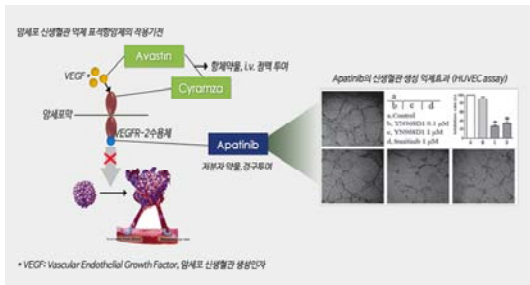 암세포 신생혈관 억제 표적항암제의 작용기전
Avastin
VEGF
항체약물, i.v. 정맥 투여
Cyramza
암세포막
VEGFR-2수용체
Apatinib
저분자 약물, 경구투여
Apatinib의 신생혈관 생성 억제효과 (HUVEC assay)
a
b c d
a.Control
b. YN968D1 0.1 μM
c. YN968D1 1 μM
d. Sunitinib 1 μM
• VEGF: Vascular Endothelial Growth Factor, 암세포 신생혈관 생성인자